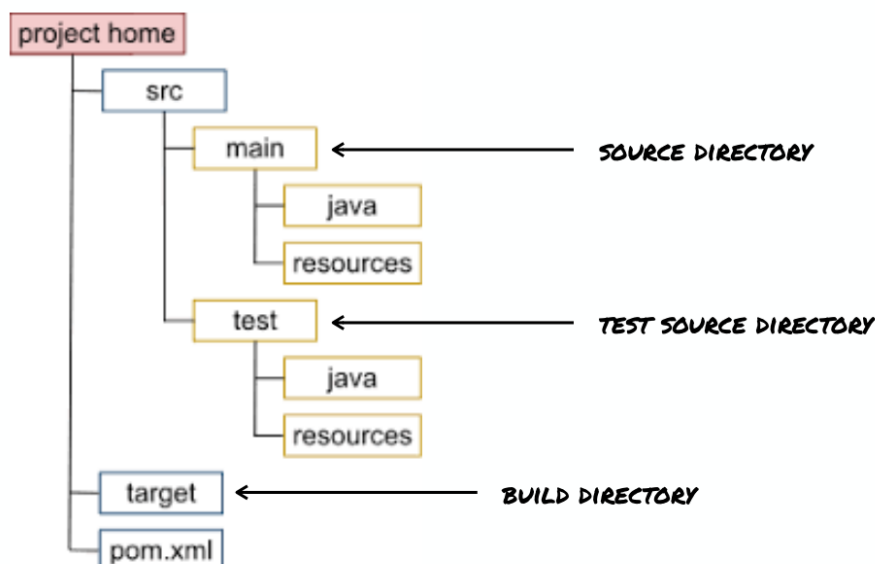 project home
src
main
SOURCE DIRECTORY
java
resources
test
TEST SOURCE DIRECTORY
java
resources
target
BUILD DIRECTORY
pom.xml